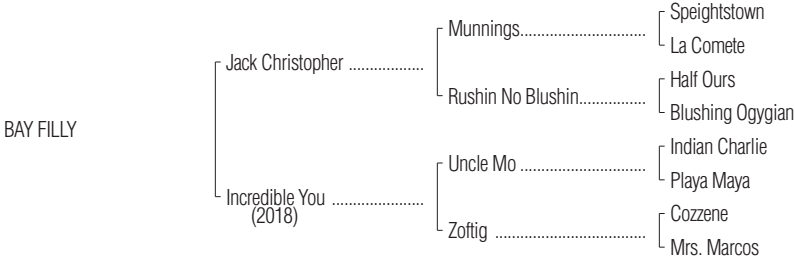 Speightstown
Munnings..............................
La Comete
Jack Christopher ..................
Half Ours
Rushin No Blushin................
Blushing Ogygian
BAY FILLY
Indian Charlie
Uncle Mo ..............................
Playa Maya
Incredible You ......................
(2018)
Cozzene
Zoftig ....................................
Mrs. Marcos